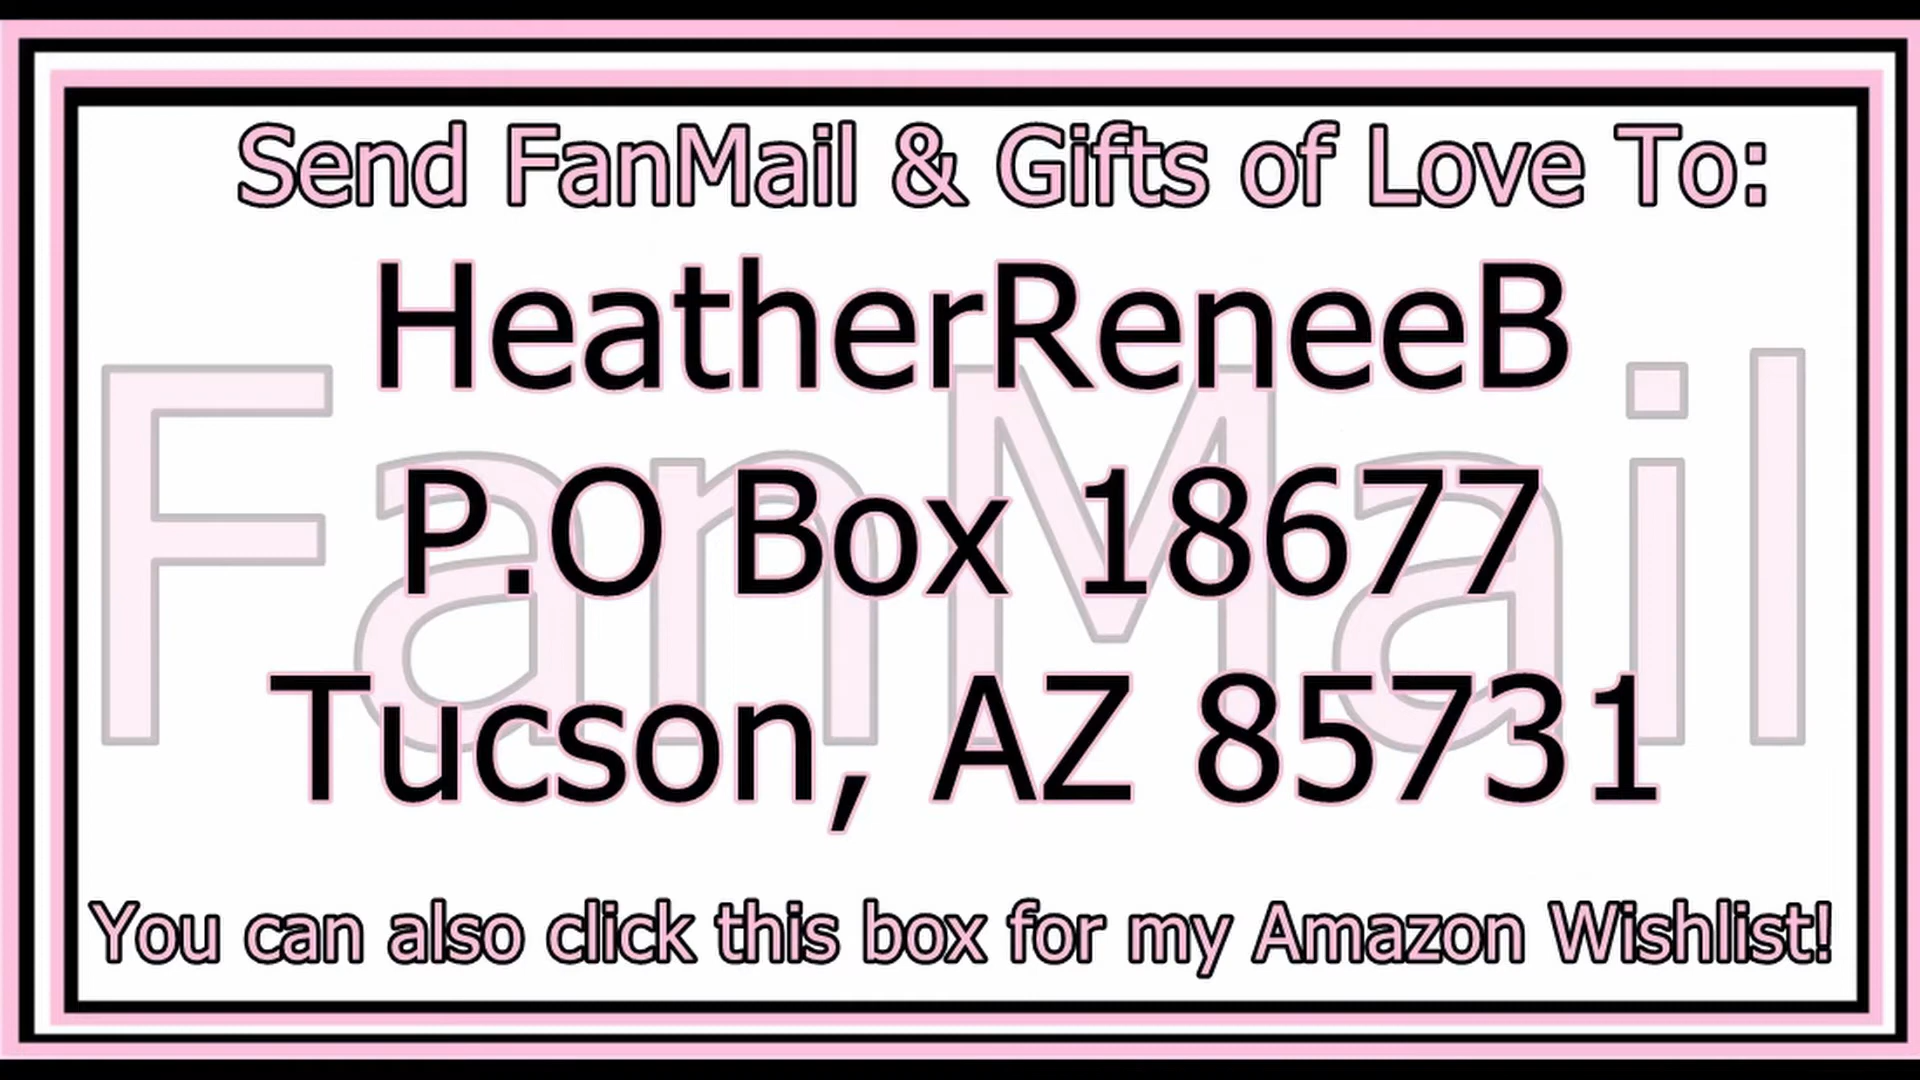 Send FanMail & Gifts of Love To:
HeatherReneeB
FanMail
P.O Box 18677
Tucson, AZ 85731
You can also click this box for my Amazon Wishlist!